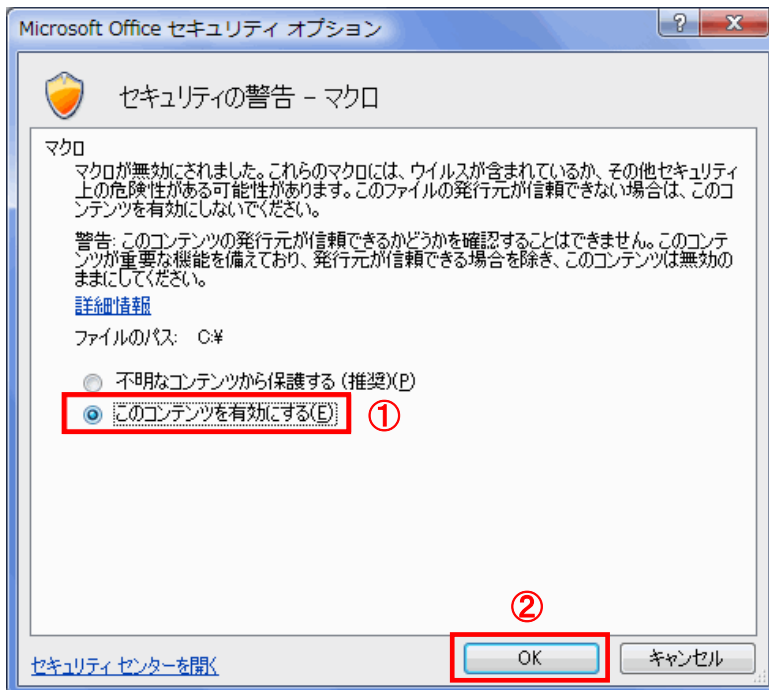 Microsoft Office セキュリティ オプション
?
X
セキュリティの警告 - マクロ
マクロ
マクロが無効にされました。これらのマクロには、ウイルスが含まれているか、その他セキュリティ
上の危険性がある可能性があります。このファイルの発行元が信頼できない場合は、このコ
ンテンツを有効にしないでください。
警告: このコンテンツの発行元が信頼できるかどうかを確認することはできません。このコンテ
ンツが重要な機能を備えており、発行元が信頼できる場合を除き、このコンテンツは無効の
ままにしてください。
詳細情報
ファイルのパス: C:¥
不明なコンテンツから保護する (推奨)(P)
このコンテンツを有効にする(E) ①
②
セキュリティ センターを開く OK キャンセル